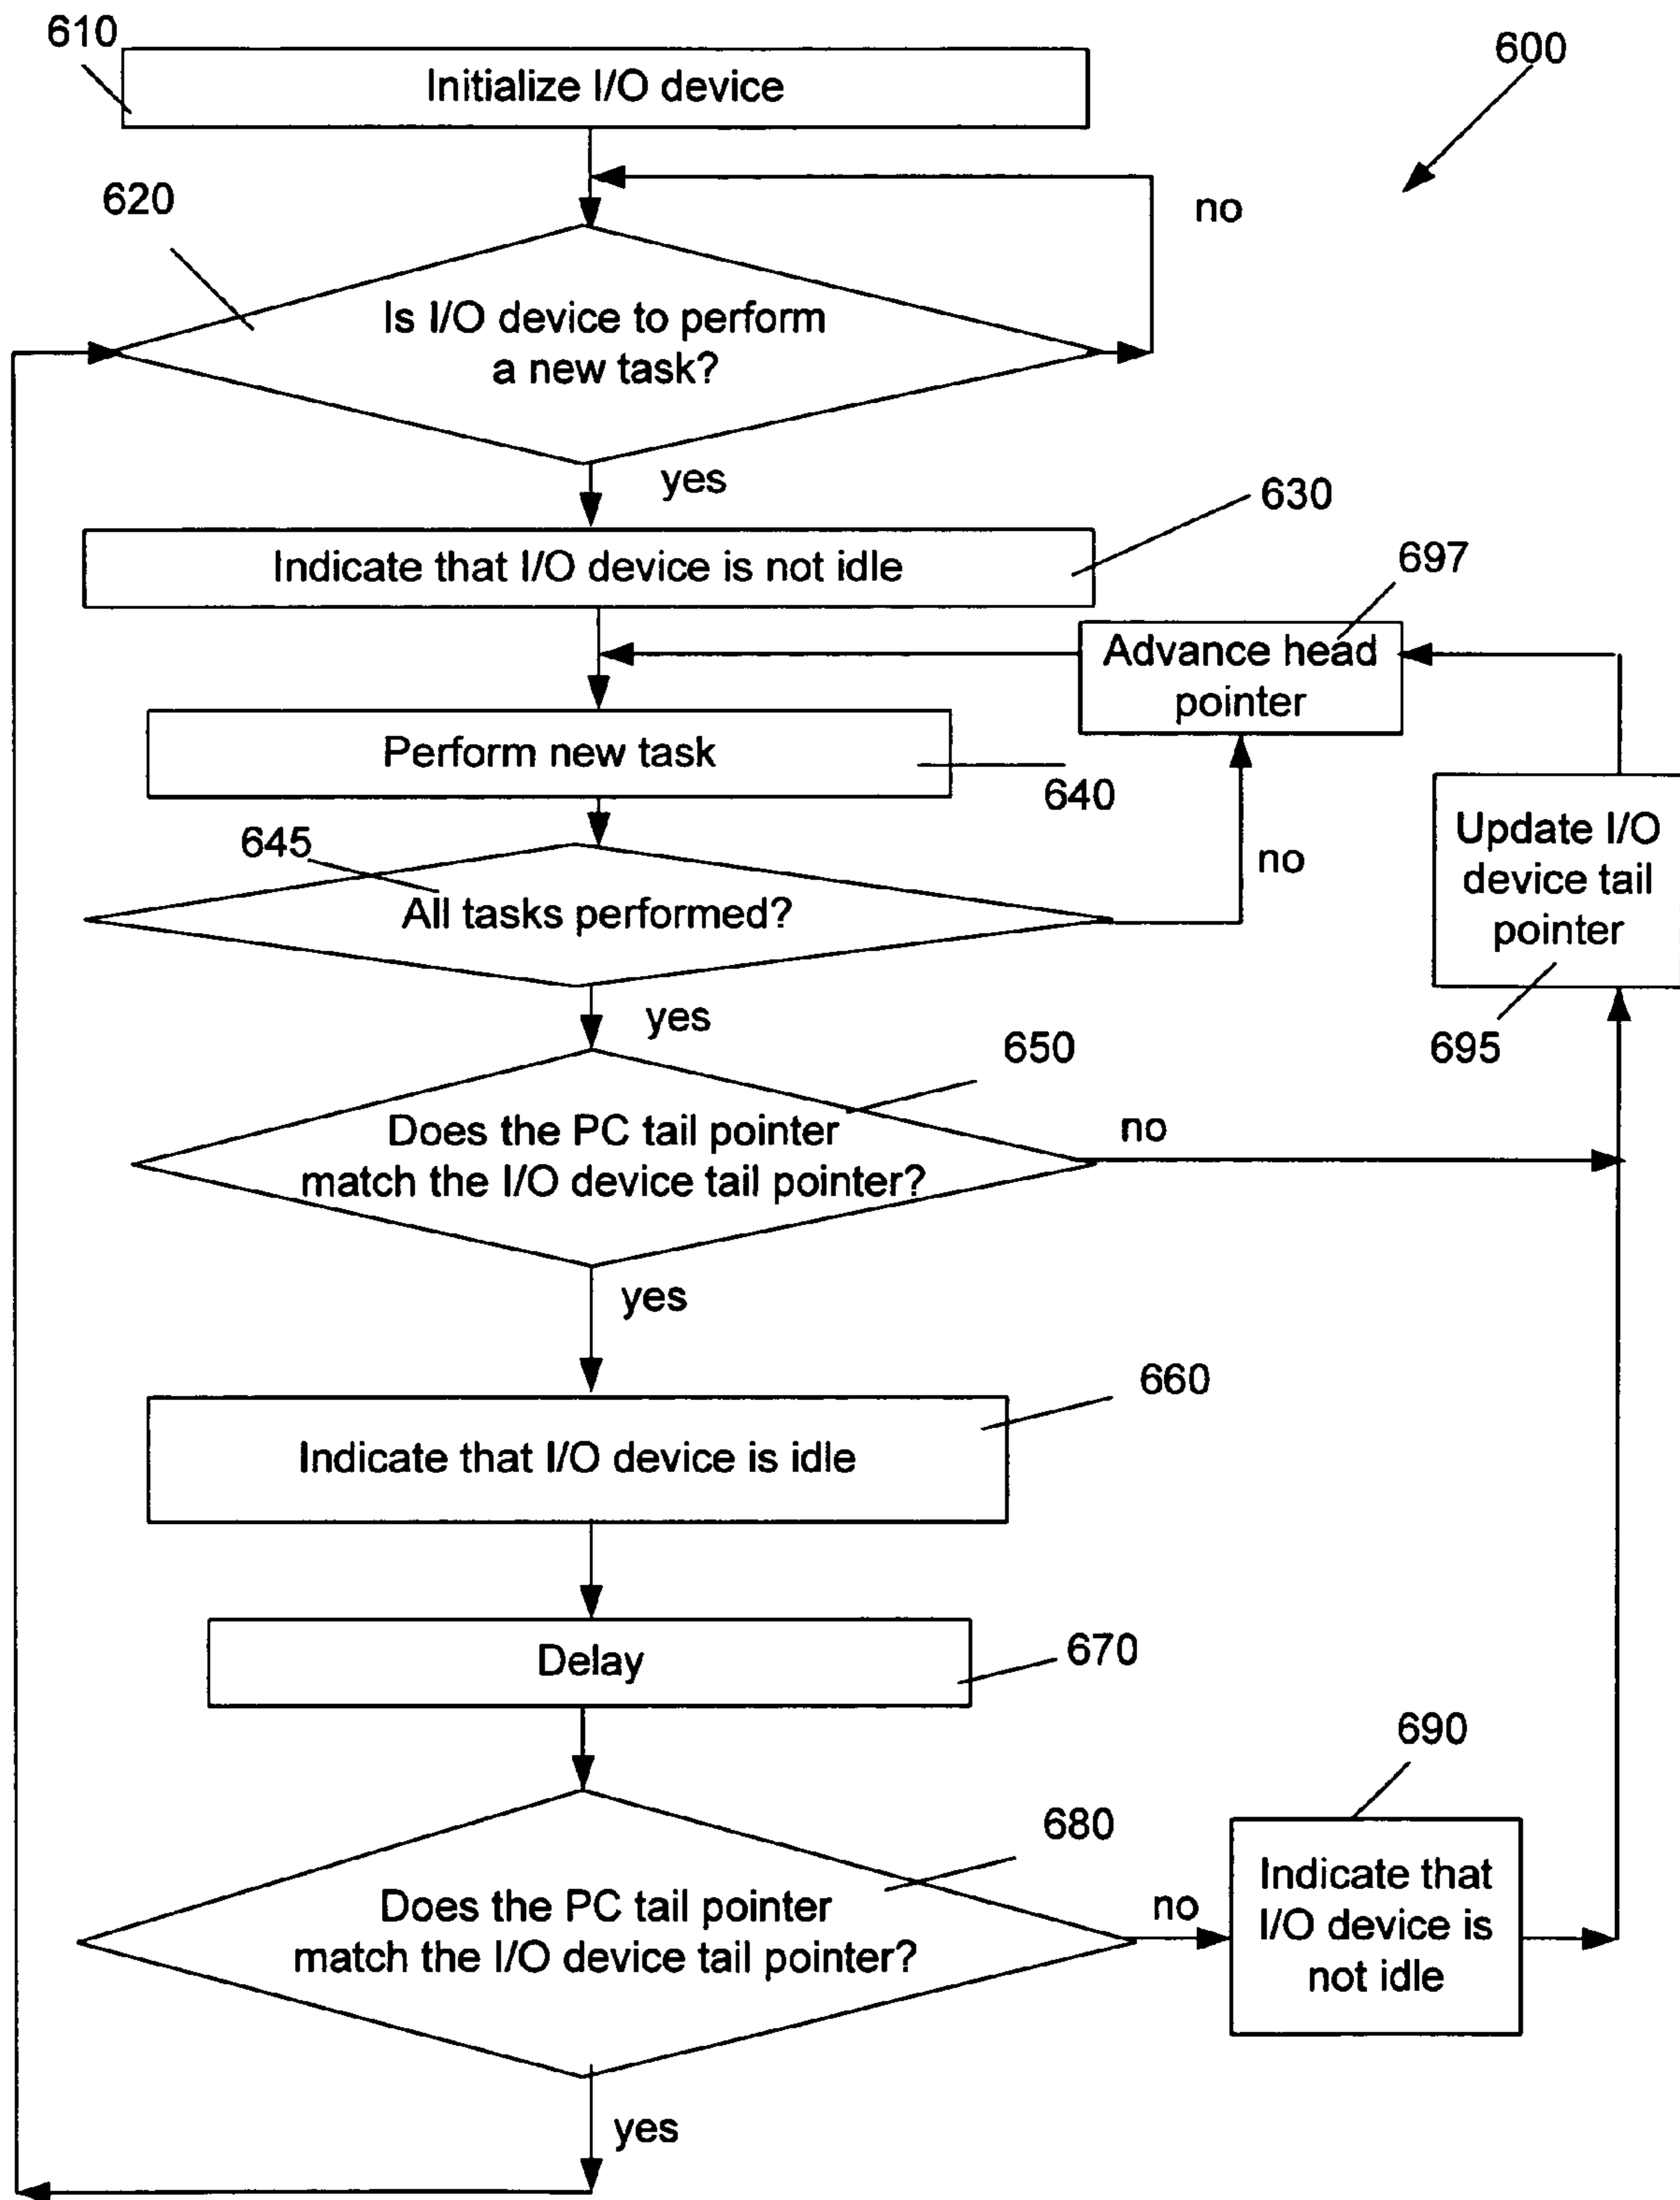 610
Initialize I/O device
600
620
no
Is I/O device to perform
a new task?
yes
630
Indicate that I/O device is not idle
697
Advance head
pointer
Perform new task
640
645
All tasks performed?
no
Update I/O
device tail
pointer
695
yes
650
Does the PC tail pointer
match the I/O device tail pointer?
no
yes
660
Indicate that I/O device is idle
Delay
670
690
680
Does the PC tail pointer
match the I/O device tail pointer?
no
Indicate that
I/O device is
not idle
yes